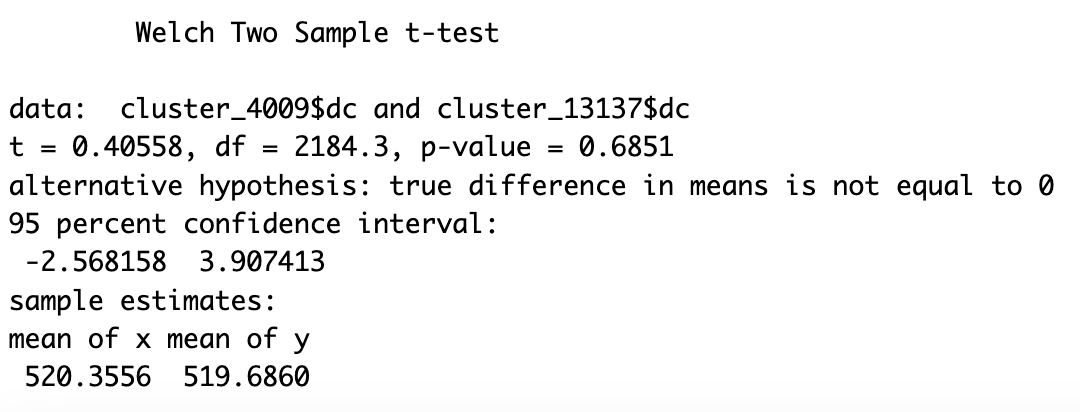 Welch Two Sample t-test
data:  cluster_4009$dc and cluster_13137$dc
t = 0.40558, df = 2184.3, p-value = 0.6851
alternative hypothesis: true difference in means is not equal to 0
95 percent confidence interval:
 -2.568158  3.907413
sample estimates:
mean of x mean of y
 520.3556  519.6860